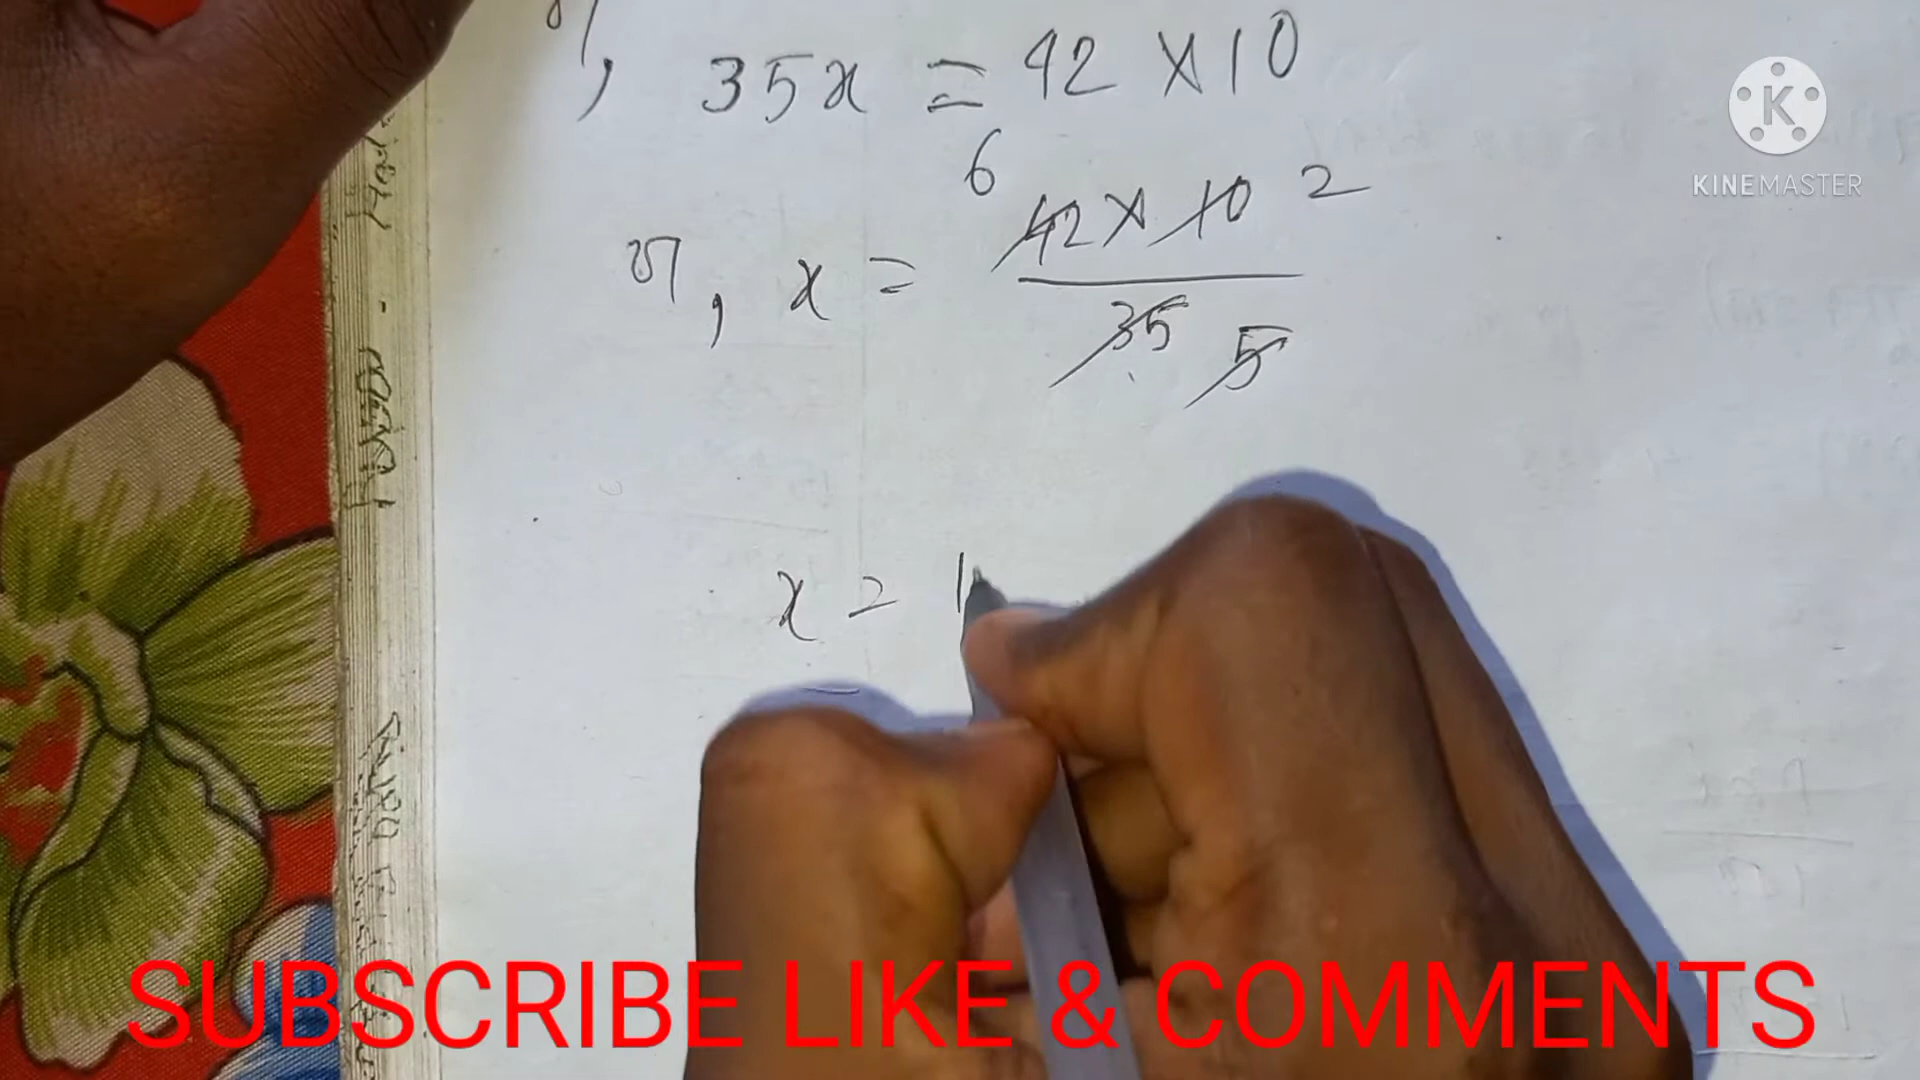 , 35x = 42 × 10
K
KINEMASTER
6
বা, x = 42 × 10 2
35 5
x = 1
SUBSCRIBE LIKE & COMMENTS